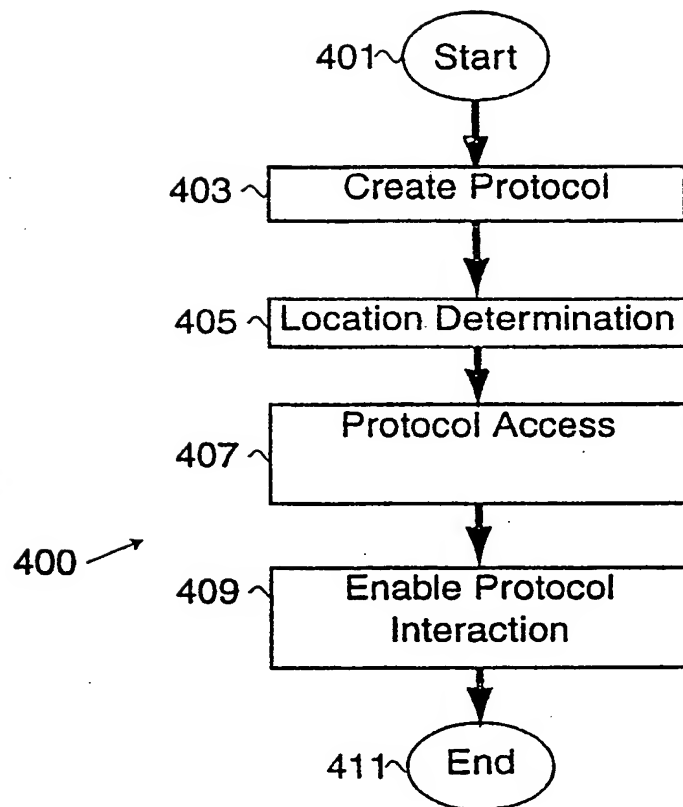 401 Start
403 Create Protocol
405 Location Determination
Protocol Access
407
400
409 Enable Protocol
Interaction
411 End